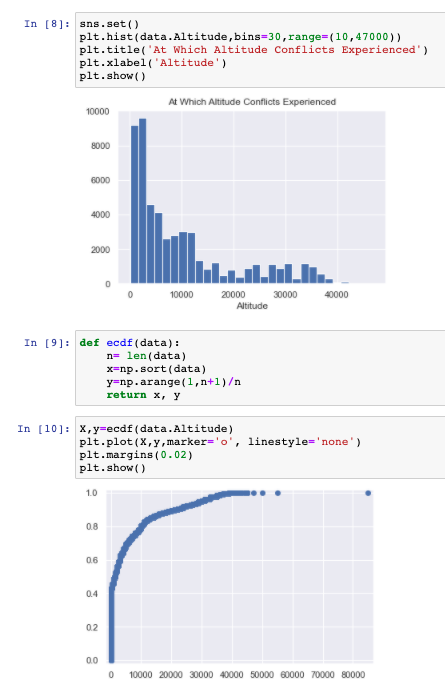 In [8]: sns.set()
plt.hist(data.Altitude,bins=30,range=(10,47000))
plt.title('At Which Altitude Conflicts Experienced')
plt.xlabel('Altitude')
plt.show()
At Which Altitude Conflicts Experienced
10000
8000
6000
4000
2000
0
0 10000 20000 30000 40000
Altitude
In [9]: def ecdf(data):
n= len(data)
x=np.sort(data)
y=np.arange(1,n+1)/n
return x, y
In [10]: X,y=ecdf(data.Altitude)
plt.plot(X,y,marker='o', linestyle='none')
plt.margins(0.02)
plt.show()
1.0
0.8
0.6
0.4
0.2
0.0
0 10000 20000 30000 40000 50000 60000 70000 80000